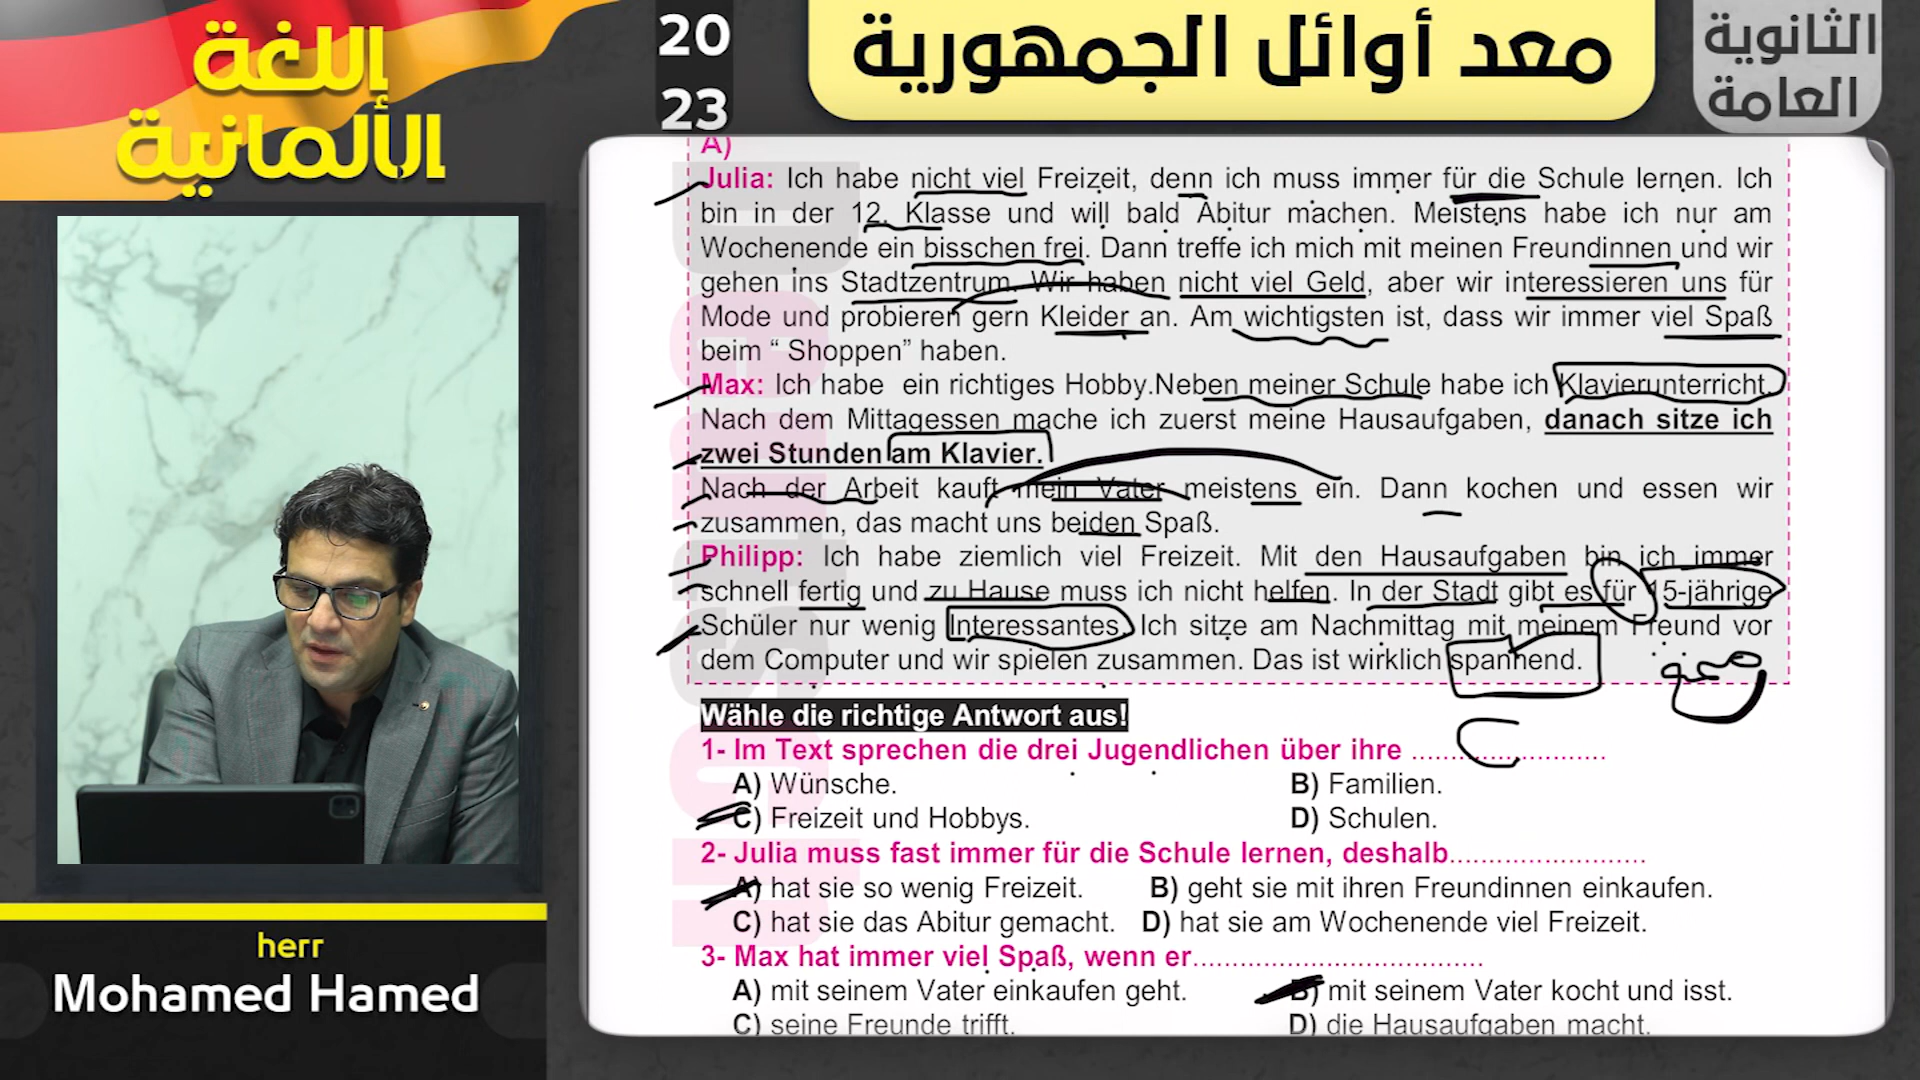 اللغة
الألمانية
20
23
معد أوائل الجمهورية
الثانوية
العامة
A)
Julia: Ich habe nicht viel Freizeit, denn ich muss immer für die Schule lernen. Ich
bin in der 12. Klasse und will bald Abitur machen. Meistens habe ich nur am
Wochenende ein bisschen frei. Dann treffe ich mich mit meinen Freundinnen und wir
gehen ins Stadtzentrum. Wir haben nicht viel Geld, aber wir interessieren uns für
Mode und probieren gern Kleider an. Am wichtigsten ist, dass wir immer viel Spaß
beim “ Shoppen” haben.
Max: Ich habe ein richtiges Hobby.Neben meiner Schule habe ich Klavierunterricht.
Nach dem Mittagessen mache ich zuerst meine Hausaufgaben, danach sitze ich
zwei Stunden am Klavier.
Nach der Arbeit kauft mein Vater meistens ein. Dann kochen und essen wir
zusammen, das macht uns beiden Spaß.
Philipp: Ich habe ziemlich viel Freizeit. Mit den Hausaufgaben bin ich immer
schnell fertig und zu Hause muss ich nicht helfen. In der Stadt gibt es für 15-jährige
Schüler nur wenig Interessantes. Ich sitze am Nachmittag mit meinem Freund vor
dem Computer und wir spielen zusammen. Das ist wirklich spannend.
Wähle die richtige Antwort aus!
1- Im Text sprechen die drei Jugendlichen über ihre .........................
A) Wünsche. B) Familien.
C) Freizeit und Hobbys. D) Schulen.
2- Julia muss fast immer für die Schule lernen, deshalb.........................
A) hat sie so wenig Freizeit. B) geht sie mit ihren Freundinnen einkaufen.
C) hat sie das Abitur gemacht. D) hat sie am Wochenende viel Freizeit.
3- Max hat immer viel Spaß, wenn er.....................................
A) mit seinem Vater einkaufen geht. B) mit seinem Vater kocht und isst.
C) seine Freunde trifft. D) die Hausaufgaben macht.
herr
Mohamed Hamed